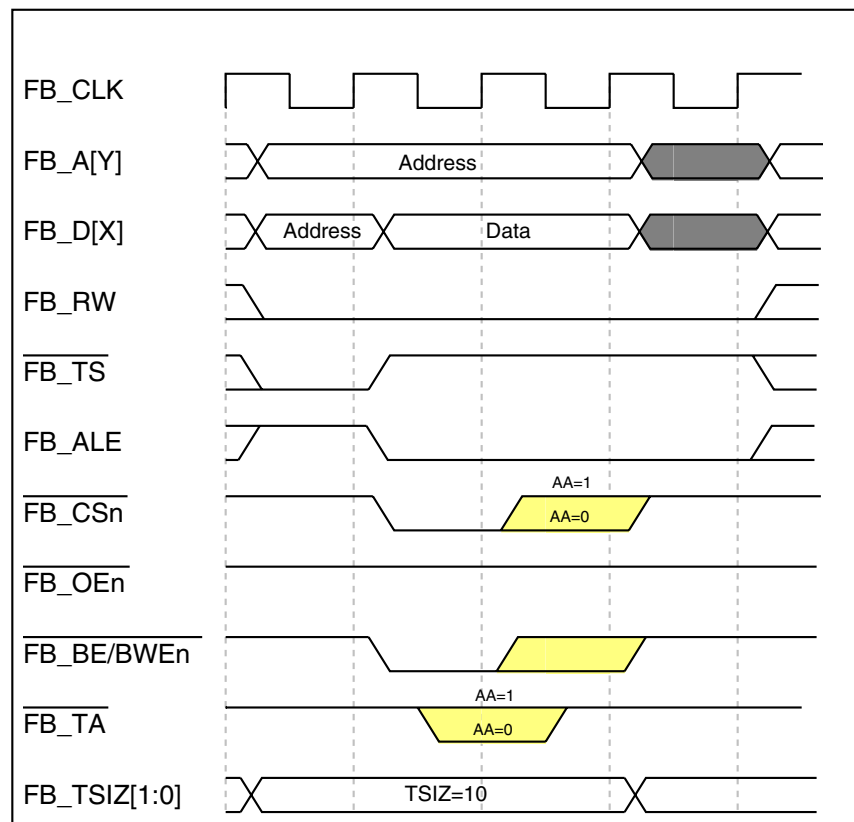 FB_CLK
FB_A[Y] Address
FB_D[X] Address Data
FB_RW
FB_TS
FB_ALE
AA=1
FB_CSn AA=0
FB_OEn
FB_BE/BWEn
AA=1
FB_TA AA=0
FB_TSIZ[1:0] TSIZ=10